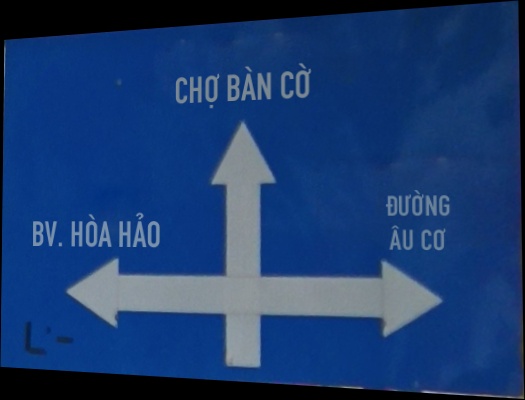 CHỢ BÀN CỜ
BV. HÒA HẢO
ĐƯỜNG
ÂU CƠ